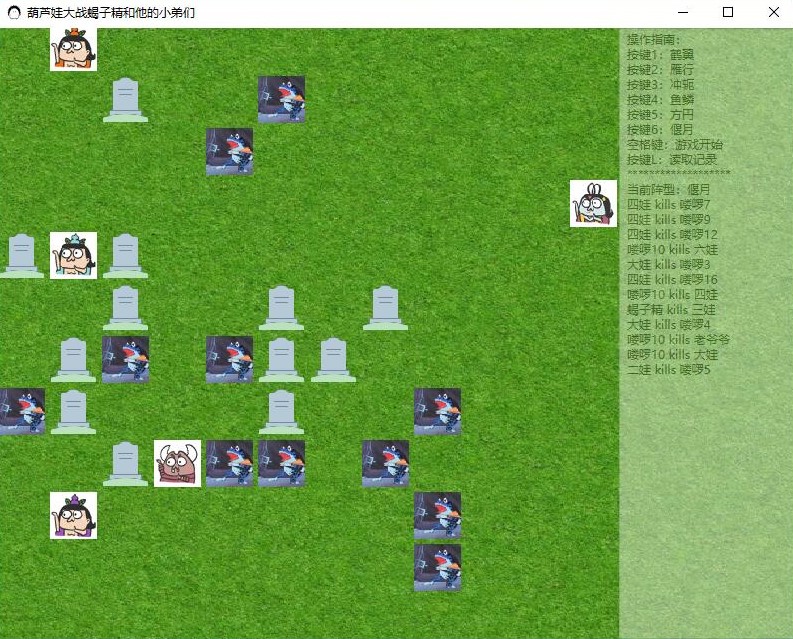 葫芦娃大战蝎子精和他的小弟们
操作指南：
按键1：鹤翼
按键2：雁行
按键3：冲轭
按键4：鱼鳞
按键5：方円
按键6：偃月
空格键：游戏开始
按键L：读取记录
********************
当前阵型：偃月
四娃 kills 喽啰7
四娃 kills 喽啰9
四娃 kills 喽啰12
喽啰10 kills 六娃
大娃 kills 喽啰3
四娃 kills 喽啰16
喽啰10 kills 四娃
蝎子精 kills 三娃
大娃 kills 喽啰4
喽啰10 kills 老爷爷
喽啰10 kills 大娃
二娃 kills 喽啰5